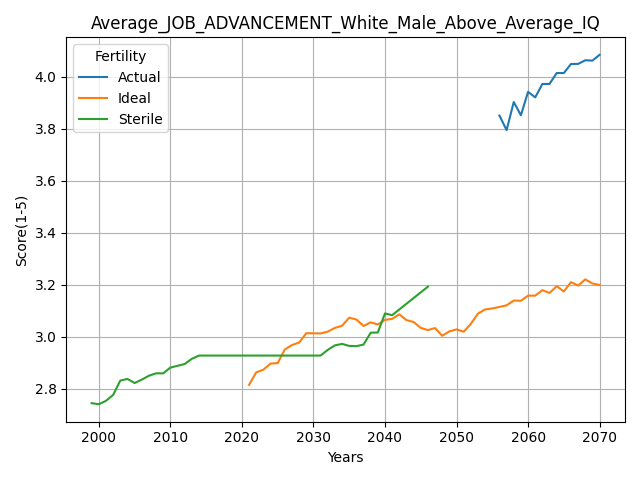 Average_JOB_ADVANCEMENT_White_Male_Above_Average_IQ
Fertility
Actual
Ideal
Sterile
Score(1-5)
4.0
3.8
3.6
3.4
3.2
3.0
2.8
2000 2010 2020 2030 2040 2050 2060 2070
Years